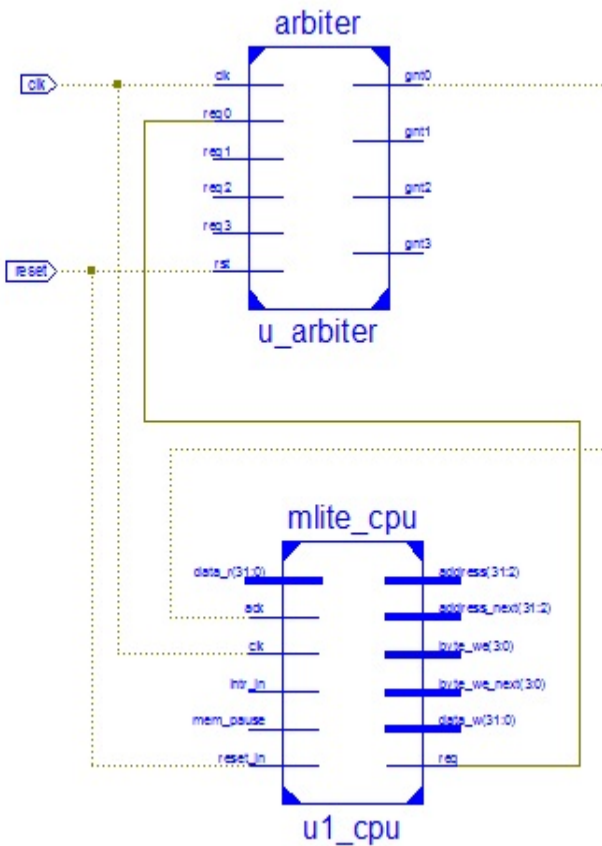 arbiter
clk
clk
gnt0
req0
req1
gnt1
req2
gnt2
req3
gnt3
reset
rst
u_arbiter
mlite_cpu
data_r(31:0)
address(31:2)
ack
address_next(31:2)
clk
byte_we(3:0)
intr_in
byte_we_next(3:0)
mem_pause
data_w(31:0)
reset_in
req
u1_cpu